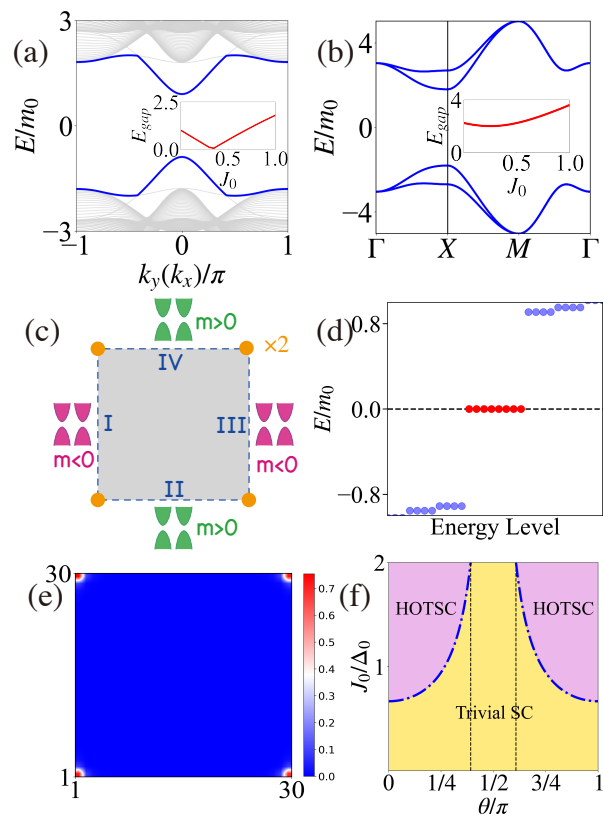 (a)
3
E/m₀
0
−3
−1
0
1
k_y(k_x)/π
2.5
E_gap
0.0
0.5
1.0
J₀
(b)
4
E/m₀
0
−4
Γ
X
M
Γ
4
E_gap
0
0.5
1.0
J₀
(c)
m>0
×2
IV
I
III
m<0
m<0
II
m>0
(d)
0.8
E/m₀
0.0
−0.8
Energy Level
(e)
30
1
1
30
0.7
0.6
0.5
0.4
0.3
0.2
0.1
0.0
(f)
2
J₀/Δ₀
1
HOTSC
HOTSC
Trivial SC
0
1/4
1/2
3/4
1
θ/π